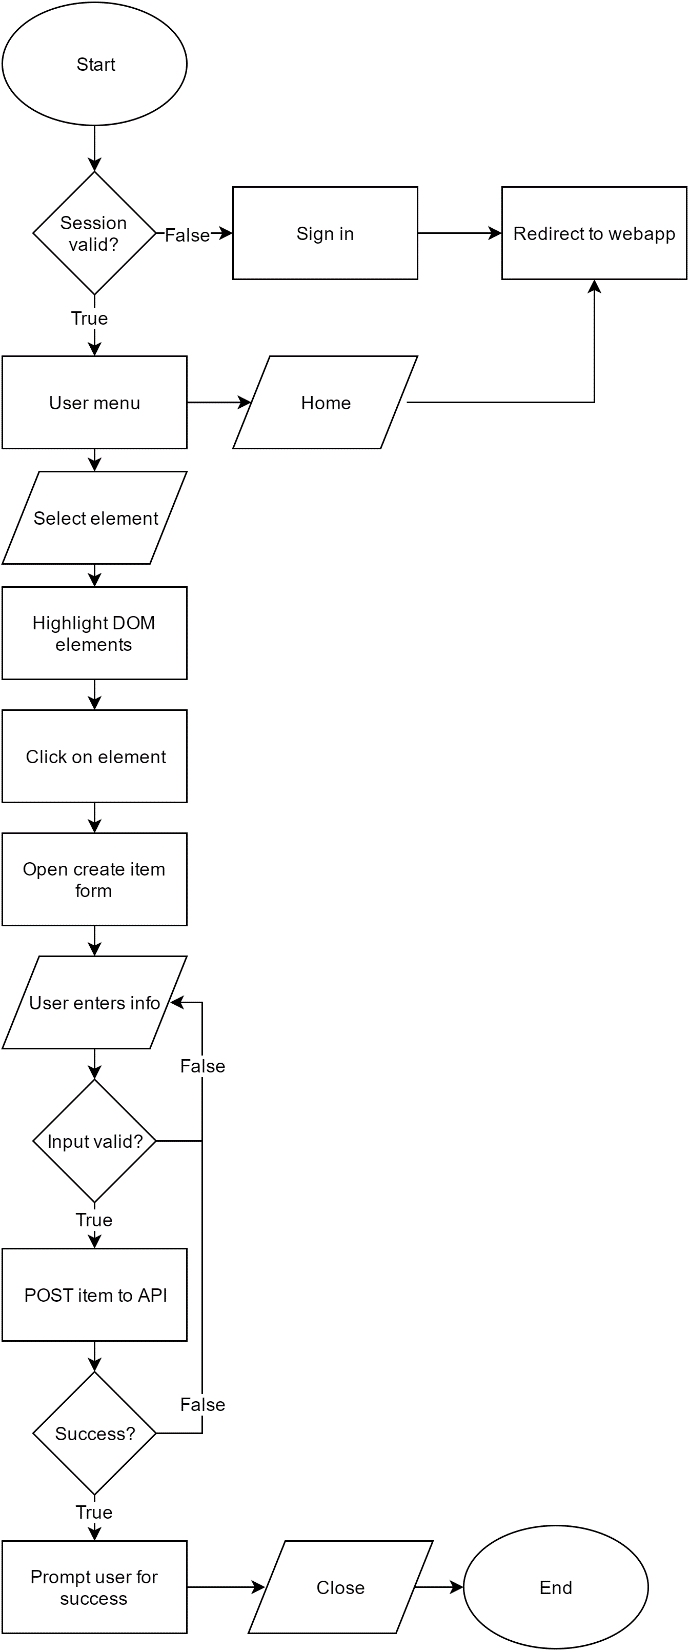 Start
Session
valid?
False
Sign in
Redirect to webapp
True
User menu
Home
Select element
Highlight DOM
elements
Click on element
Open create item
form
User enters info
False
Input valid?
True
POST item to API
False
Success?
True
Prompt user for
success
Close
End